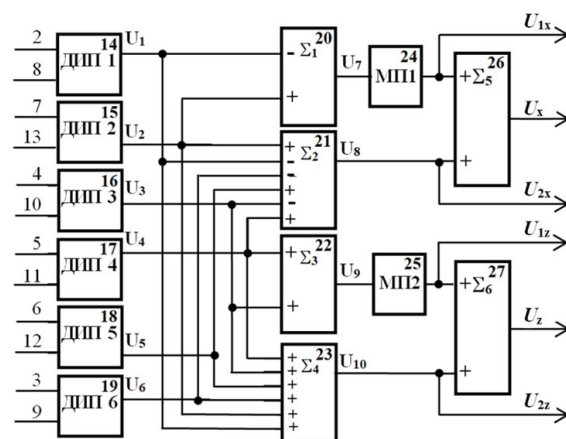 2
8
14
ДИП 1
U1
7
13
15
ДИП 2
U2
4
10
16
ДИП 3
U3
5
11
17
ДИП 4
U4
6
12
18
ДИП 5
U5
3
9
19
ДИП 6
U6
20
- Σ1
+
U7
21
+ Σ2
-
-
+
-
+
U8
22
+ Σ3
+
U9
23
+ Σ4
+
+
+
+
+
U10
24
МП1
25
МП2
26
+Σ5
+
27
+Σ6
+
U1x
Ux
U2x
U1z
Uz
U2z